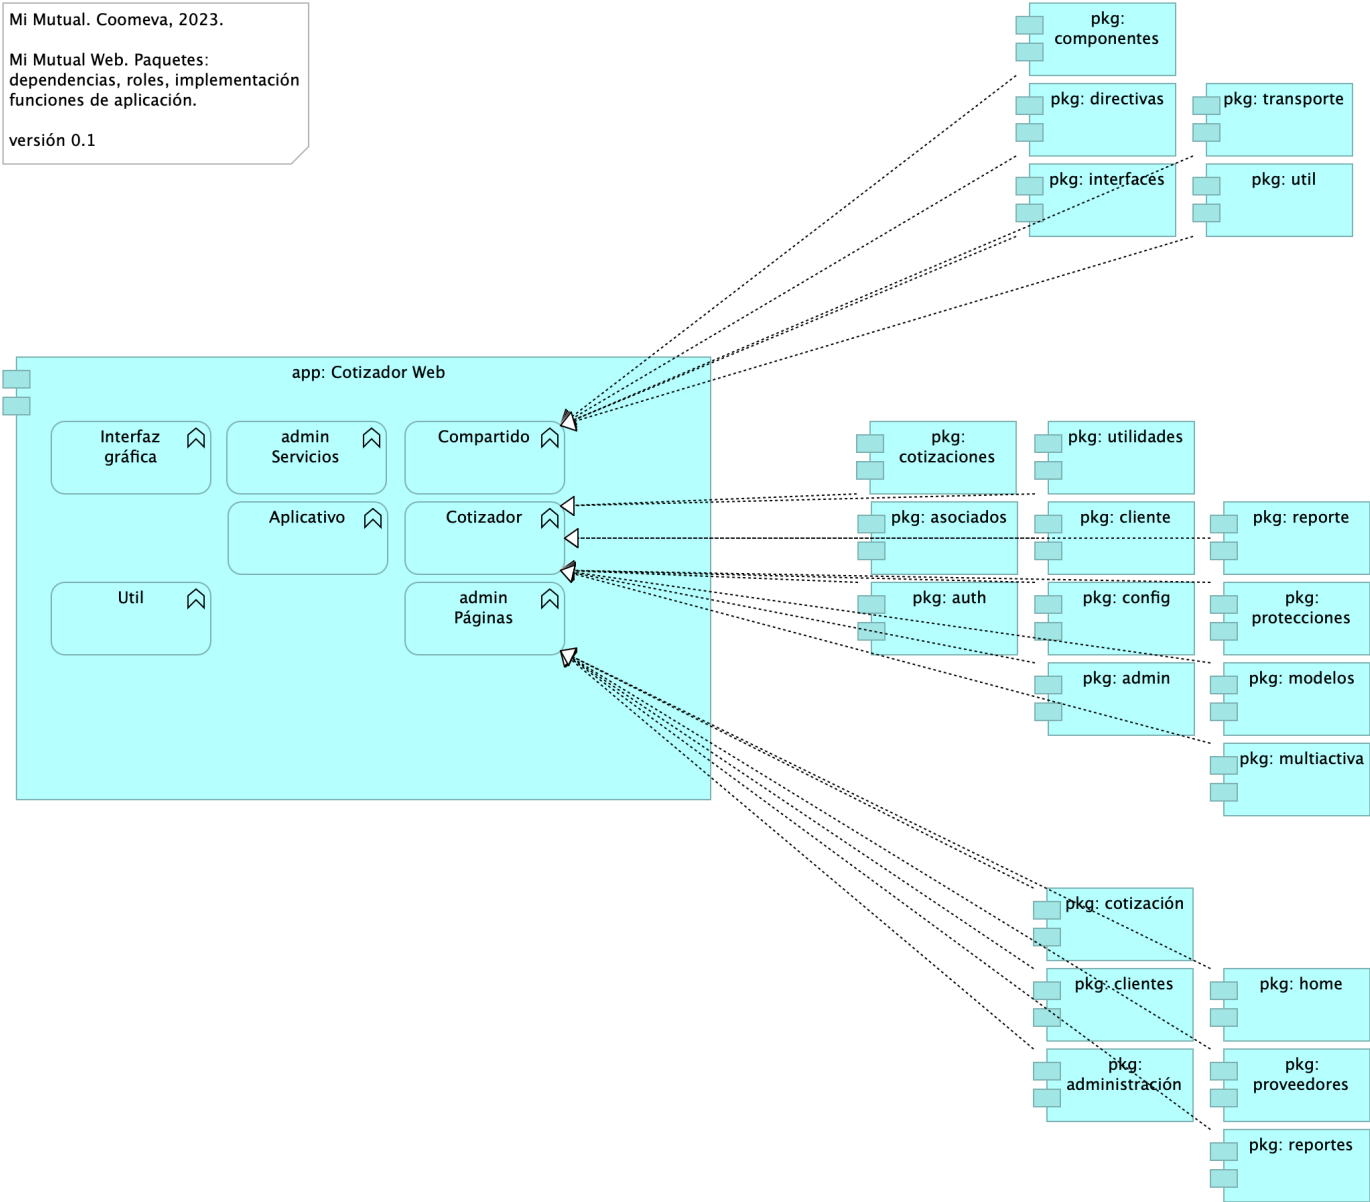 Mi Mutual. Coomeva, 2023.
Mi Mutual Web. Paquetes:
dependencias, roles, implementación
funciones de aplicación.
versión 0.1
pkg:
componentes
pkg: directivas
pkg: transporte
pkg: interfaces
pkg: util
app: Cotizador Web
Interfaz
gráfica
admin
Servicios
Compartido
Aplicativo
Cotizador
Util
admin
Páginas
pkg:
cotizaciones
pkg: utilidades
pkg: asociados
pkg: cliente
pkg: reporte
pkg: auth
pkg: config
pkg:
protecciones
pkg: admin
pkg: modelos
pkg: multiactiva
pkg: cotización
pkg: clientes
pkg: home
pkg:
administración
pkg:
proveedores
pkg: reportes